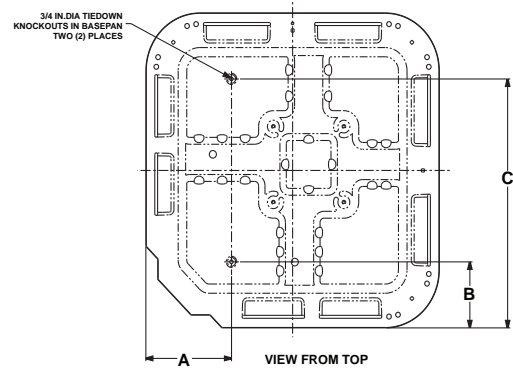 3/4 IN.DIA TIEDOWN
KNOCKOUTS IN BASEPAN
TWO (2) PLACES
C
B
A
VIEW FROM TOP